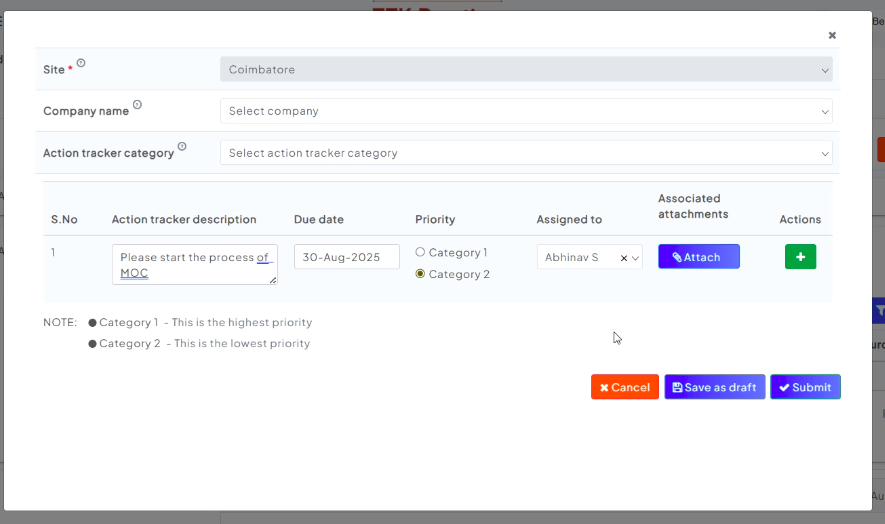 Site *
Coimbatore
Company name
Select company
Action tracker category
Select action tracker category
S.No
Action tracker description
Due date
Priority
Assigned to
Associated
attachments
Actions
1
Please start the process of
MOC
30-Aug-2025
Category 1
Category 2
Abhinav S
Attach
NOTE:
Category 1 - This is the highest priority
Category 2 - This is the lowest priority
Cancel
Save as draft
Submit